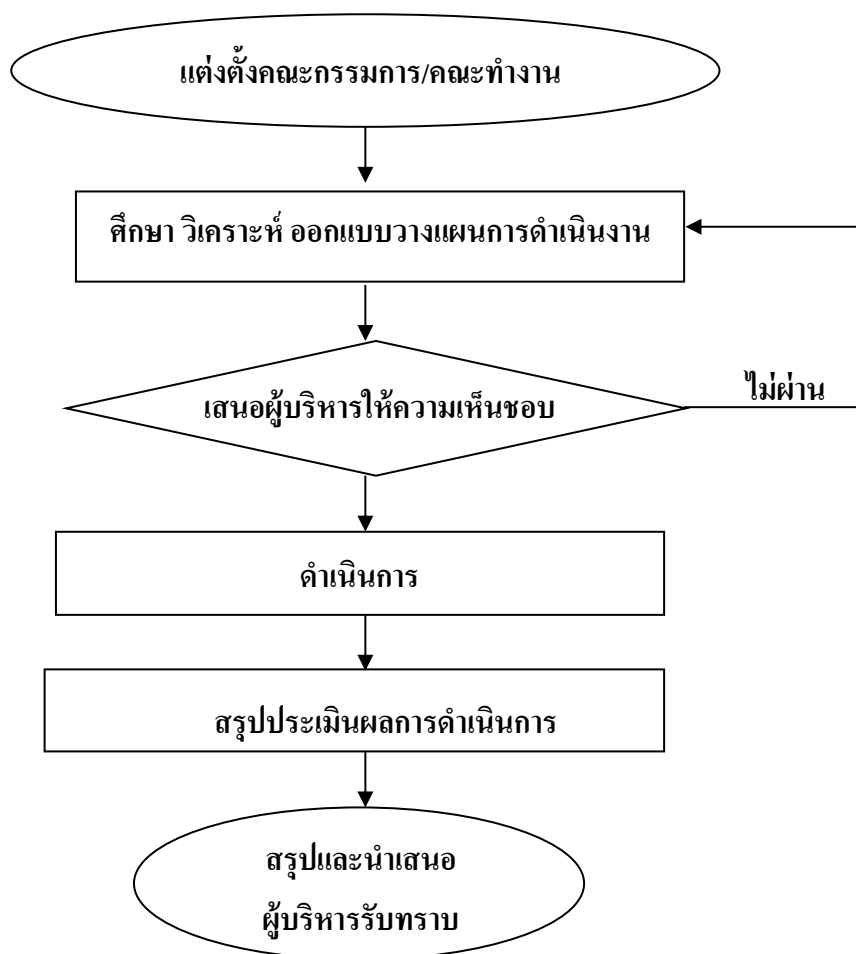 แต่งตั้งคณะกรรมการ/คณะทำงาน
ศึกษา วิเคราะห์ ออกแบบวางแผนการดำเนินงาน
เสนอผู้บริหารให้ความเห็นชอบ
ไม่ผ่าน
ดำเนินการ
สรุปประเมินผลการดำเนินการ
สรุปและนำเสนอ
ผู้บริหารรับทราบ